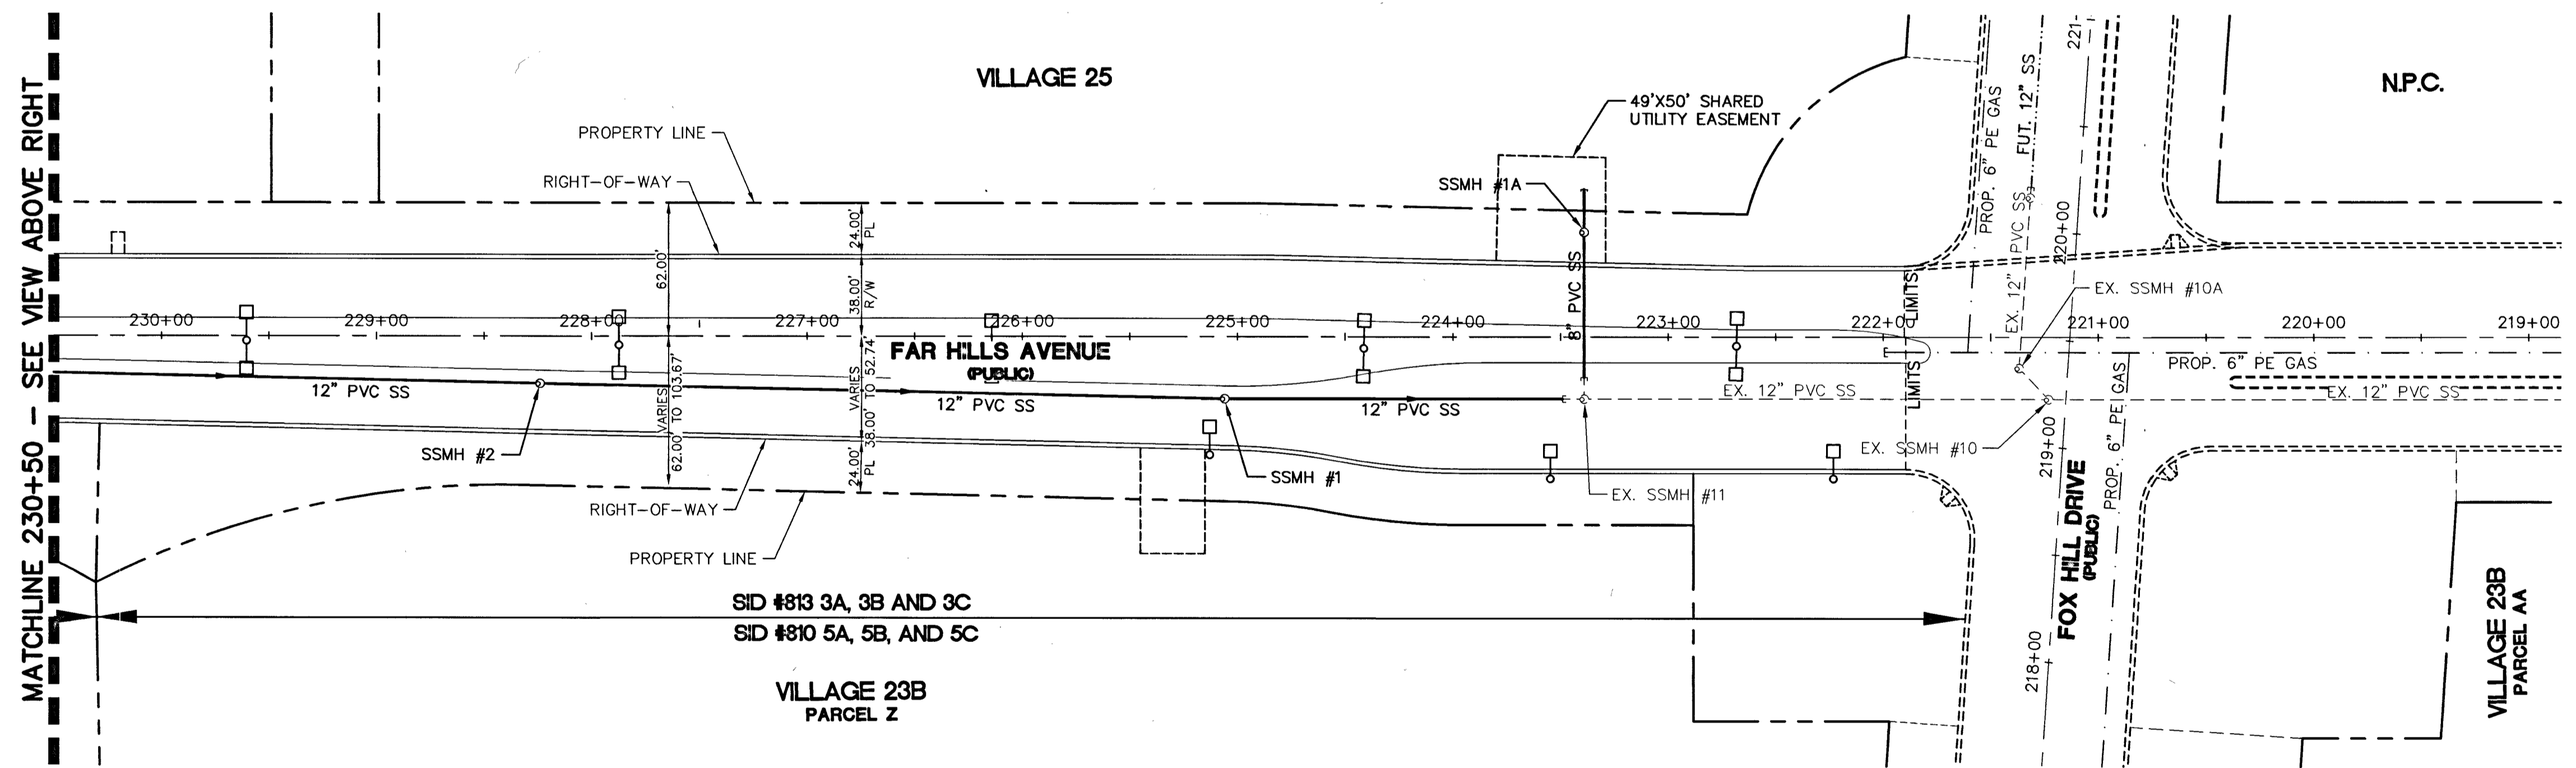 MATCHLINE 230+50 – SEE VIEW ABOVE RIGHT
VILLAGE 25
N.P.C.
PROPERTY LINE
RIGHT-OF-WAY
49'X50' SHARED
UTILITY EASEMENT
SSMH #1A
62.00'
24.00'
PL
38.00'
R/W
8" PVC SS
LIMITS
PROP. 6" PE GAS
FUT. 12" SS
EX. 12" PVC SS
221+
220+00
EX. SSMH #10A
230+00
229+00
228+00
227+00
226+00
225+00
224+00
223+00
222+00
221+00
220+00
219+00
FAR HILLS AVENUE
(PUBLIC)
VARIES
62.00' TO 103.67'
VARIES
38.00' TO 52.74'
24.00'
PL
12" PVC SS
12" PVC SS
12" PVC SS
EX. 12" PVC SS
LIMITS
PROP. 6" PE GAS
EX. 12" PVC SS
SSMH #2
SSMH #1
EX. SSMH #11
EX. SSMH #10
219+00
PROP. 6" PE GAS
RIGHT-OF-WAY
PROPERTY LINE
FOX HILL DRIVE
(PUBLIC)
218+00
SID #813 3A, 3B AND 3C
SID #810 5A, 5B, AND 5C
VILLAGE 23B
PARCEL Z
VILLAGE 23B
PARCEL AA